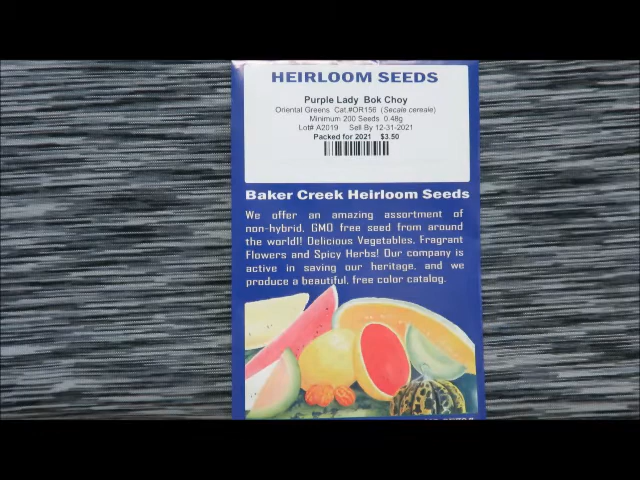 HEIRLOOM SEEDS
Purple Lady Bok Choy
Oriental Greens Cat.#OR156 (Secale cereale)
Minimum 200 Seeds 0.48g
Lot# A2019 Sell By 12-31-2021
Packed for 2021 $3.50
Baker Creek Heirloom Seeds
We offer an amazing assortment of
non-hybrid, GMO free seed from around
the world! Delicious Vegetables, Fragrant
Flowers and Spicy Herbs! Our company is
active in saving our heritage, and we
produce a beautiful, free color catalog.